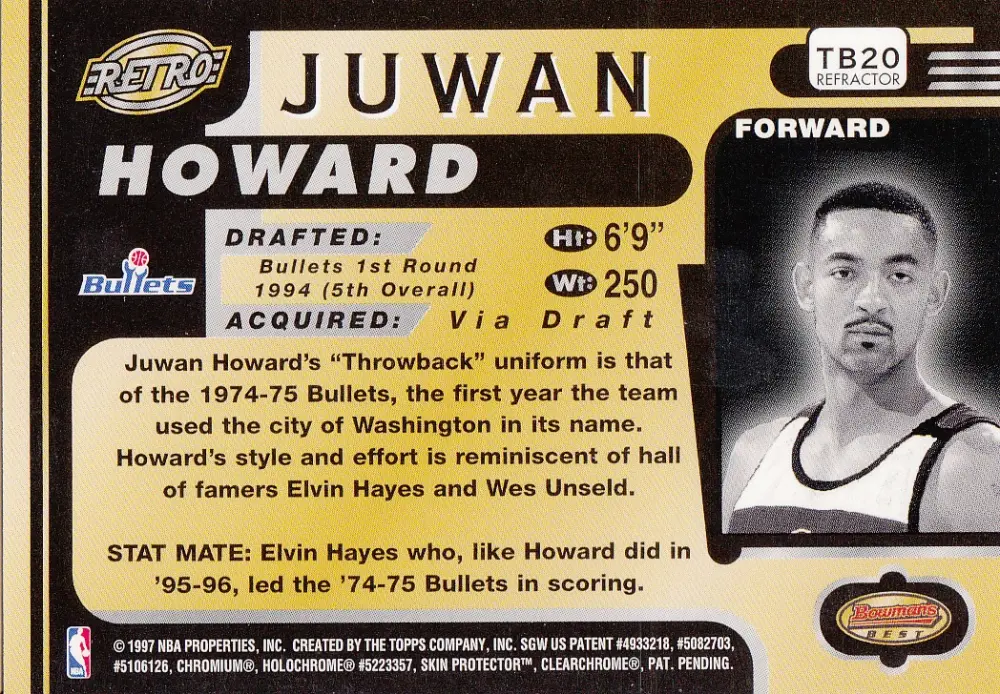 RETRO
JUWAN
TB20
REFRACTOR
HOWARD
FORWARD
Bullets
DRAFTED:
Bullets 1st Round
1994 (5th Overall)
Ht: 6'9"
Wt: 250
ACQUIRED: Via Draft
Juwan Howard's "Throwback" uniform is that
of the 1974-75 Bullets, the first year the team
used the city of Washington in its name.
Howard's style and effort is reminiscent of hall
of famers Elvin Hayes and Wes Unseld.
STAT MATE: Elvin Hayes who, like Howard did in
'95-96, led the '74-75 Bullets in scoring.
Bowman's
BEST
NBA
© 1997 NBA PROPERTIES, INC. CREATED BY THE TOPPS COMPANY, INC. SGW US PATENT #4933218, #5082703,
#5106126, CHROMIUM®, HOLOCHROME® #5223357, SKIN PROTECTOR™, CLEARCHROME®, PAT. PENDING.